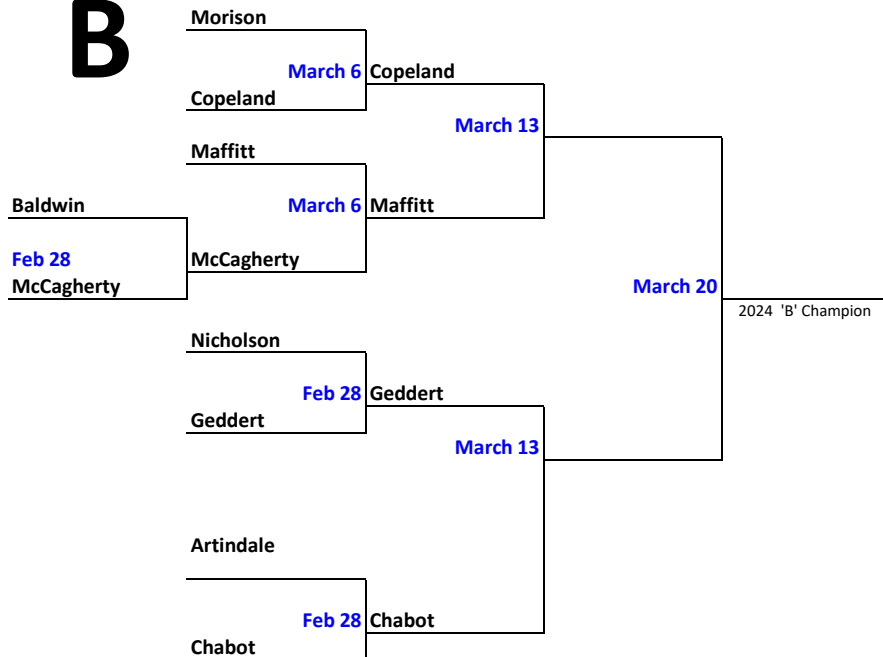 B
Morison
March 6 Copeland
Copeland
March 13
Maffitt
Baldwin
March 6 Maffitt
Feb 28
McCagherty
McCagherty
March 20
2024 'B' Champion
Nicholson
Feb 28 Geddert
Geddert
March 13
Artindale
Feb 28 Chabot
Chabot